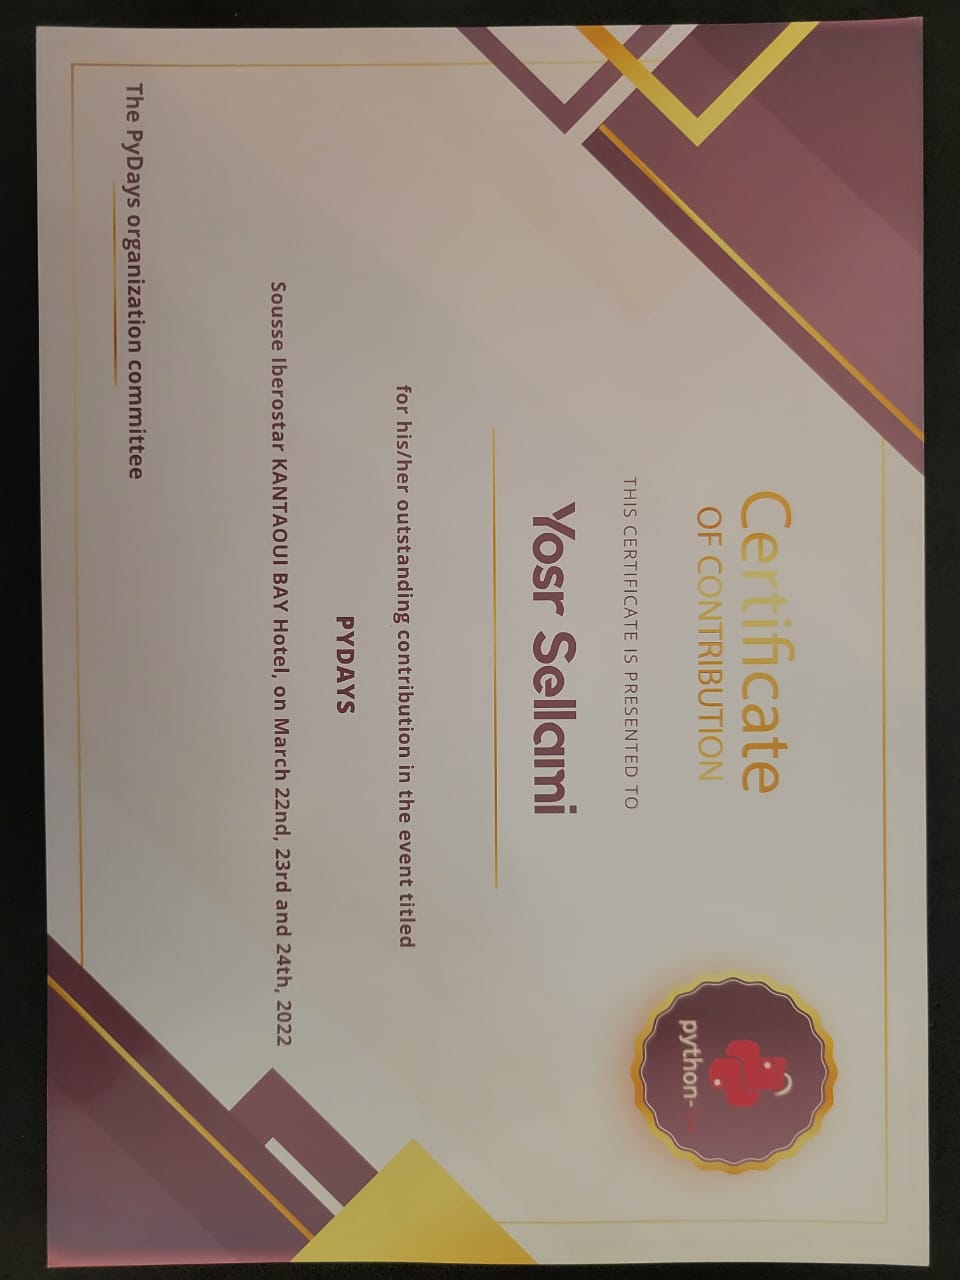 Certificate
OF CONTRIBUTION
python-
THIS CERTIFICATE IS PRESENTED TO
Yosr Sellami
for his/her outstanding contribution in the event titled
PYDAYS
Sousse Iberostar KANTAOUI BAY Hotel, on March 22nd, 23rd and 24th, 2022
The PyDays organization committee